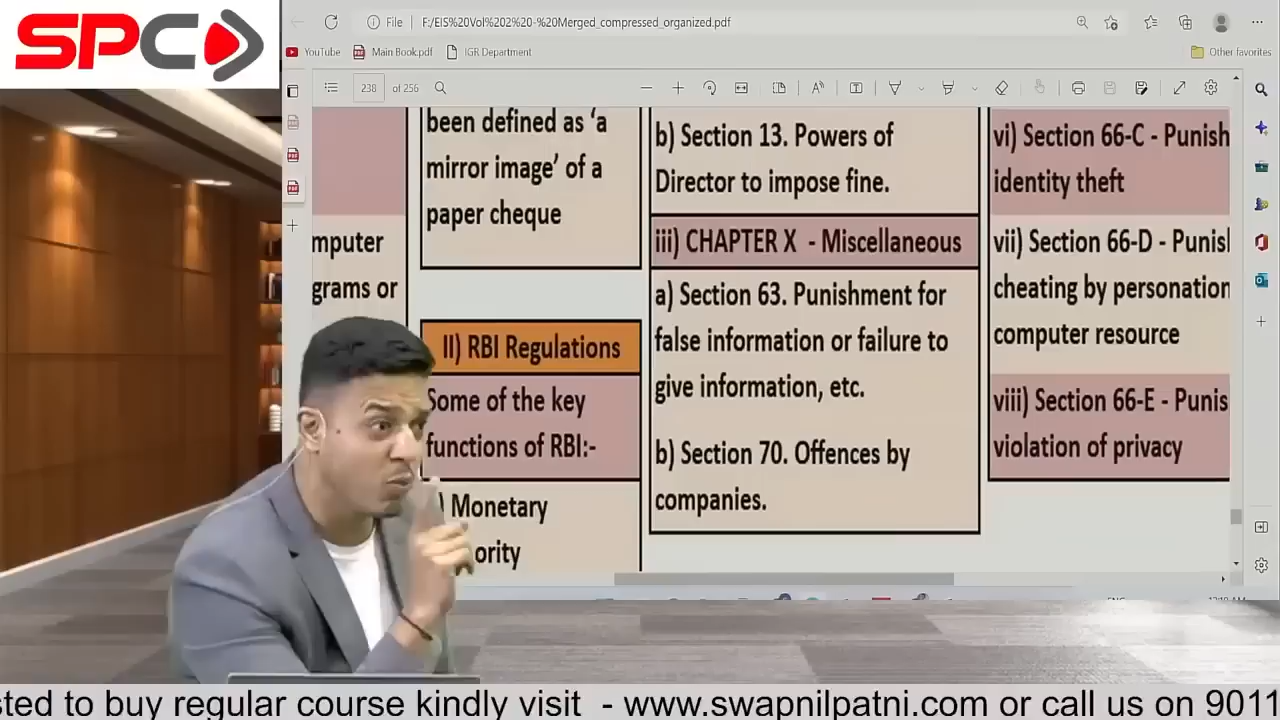 SPC
File
F:/EIS%20Vol%202%20-%20Merged_compressed_organized.pdf
YouTube
Main Book.pdf
IGR Department
Other favorites
238 of 256
been defined as ‘a
mirror image’ of a
paper cheque
mputer
grams or
II) RBI Regulations
Some of the key
functions of RBI:-
) Monetary
ority
b) Section 13. Powers of
Director to impose fine.
iii) CHAPTER X - Miscellaneous
a) Section 63. Punishment for
false information or failure to
give information, etc.
b) Section 70. Offences by
companies.
vi) Section 66-C - Punish
identity theft
vii) Section 66-D - Punis
cheating by personation
computer resource
viii) Section 66-E - Punis
violation of privacy
sted to buy regular course kindly visit - www.swapnilpatni.com or call us on 9011